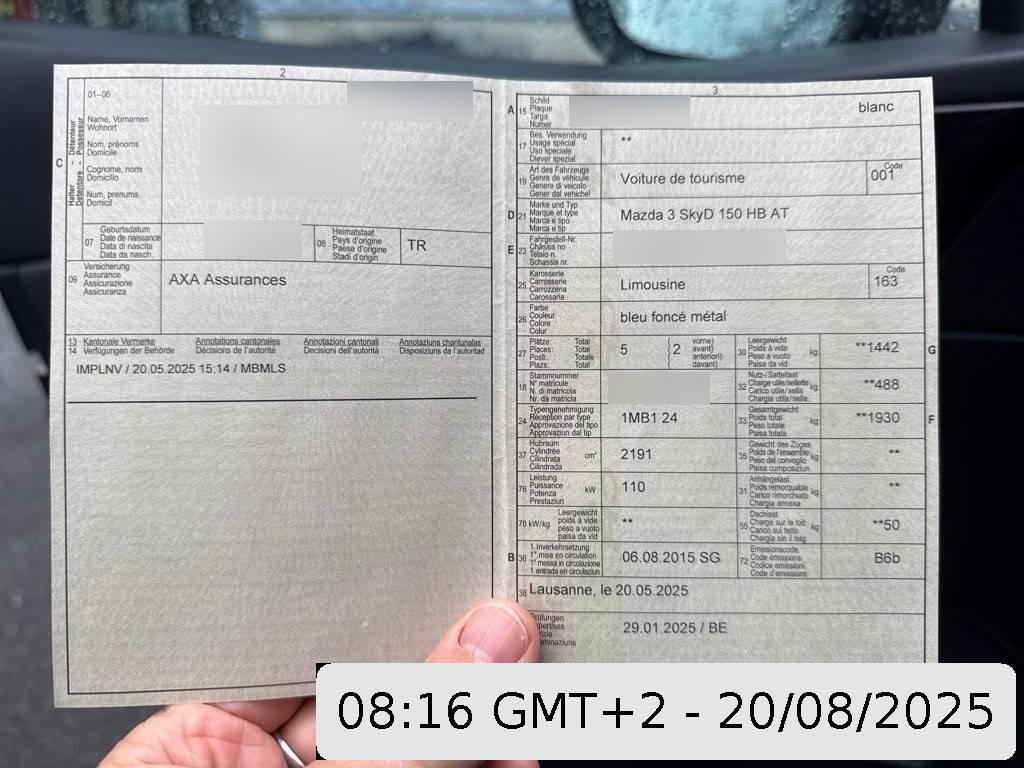 2
01-06
Name, Vornamen
Wohnort
Nom, prénoms
Domicile
Cognome, nomi
Domicilio
Num, prenums
Domicil
C
Halter – Détenteur
Detentore – Possessur
07
Geburtsdatum
Date de naissance
Data di nascita
Data da nasch.
08
Heimatstaat
Pays d'origine
Paese d'origine
Stadi d'origin
TR
09
Versicherung
Assurance
Assicurazione
Assicuranza
AXA Assurances
13 Kantonale Vermerke Annotations cantonales Annotazioni cantonali Annotaziuns chantunalas
14 Verfügungen der Behörde Décisions de l'autorité Decisioni dell'autorità Disposiziuns da l'autoritad
IMPLNV / 20.05.2025 15:14 / MBMLS
3
A 15
Schild
Plaque
Targa
Numer
blanc
17
Bes. Verwendung
Usage spécial
Uso speciale
Diever spezial
**
19
Art des Fahrzeugs
Genre de véhicule
Genere di veicolo
Gener dal vehichel
Voiture de tourisme
Code
001
D 21
Marke und Typ
Marque et type
Marca e tipo
Marca e tip
Mazda 3 SkyD 150 HB AT
E 23
Fahrgestell-Nr.
Châssis no
Telaio n.
Schassis nr.
25
Karosserie
Carrosserie
Carrozzeria
Carossaria
Limousine
Code
163
26
Farbe
Couleur
Colore
Colur
bleu foncé métal
27
Plätze: Total
Places: Total
Posti: Totale
Plazs: Total
5
2
vorne)
avant)
anteriori)
davant)
30
Leergewicht
Poids à vide
Peso a vuoto
Paisa da vid
kg
**1442
G
18
Stammnummer
N° matricule
N. di matricola
Nr. da matricla
32
Nutz-/Sattellast
Charge utile/sellette
Carico utile/sella
Chargia utila/sella
kg
**488
24
Typengenehmigung
Réception par type
Approvazione del tipo
Approvaziun dal tip
1MB1 24
33
Gesamtgewicht
Poids total
Peso totale
Paisa totala
kg
**1930
F
37
Hubraum
Cylindrée
Cilindrata
Cilindrada
cm³
2191
35
Gewicht des Zuges
Poids de l'ensemble
Peso del convoglio
Paisa cumposiziun
kg
**
76
Leistung
Puissance
Potenza
Prestaziun
kW
110
31
Anhängelast
Poids remorquable
Carico rimorchiato
Chargia annexa
kg
**
78 kW/kg
Leergewicht
poids à vide
peso a vuoto
paisa da vid
**
55
Dachlast
Charge sur le toit
Carico sul tetto
Chargia sin il tetg
kg
**50
B 36
1. Inverkehrsetzung
1re mise en circulation
1a messa in circolazione
1. entrada en circulaziun
06.08.2015 SG
72
Emissionscode
Code émissions
Codice emissioni
Code d'emissiuns
B6b
38
Lausanne, le 20.05.2025
29.01.2025 / BE
08:16 GMT+2 - 20/08/2025